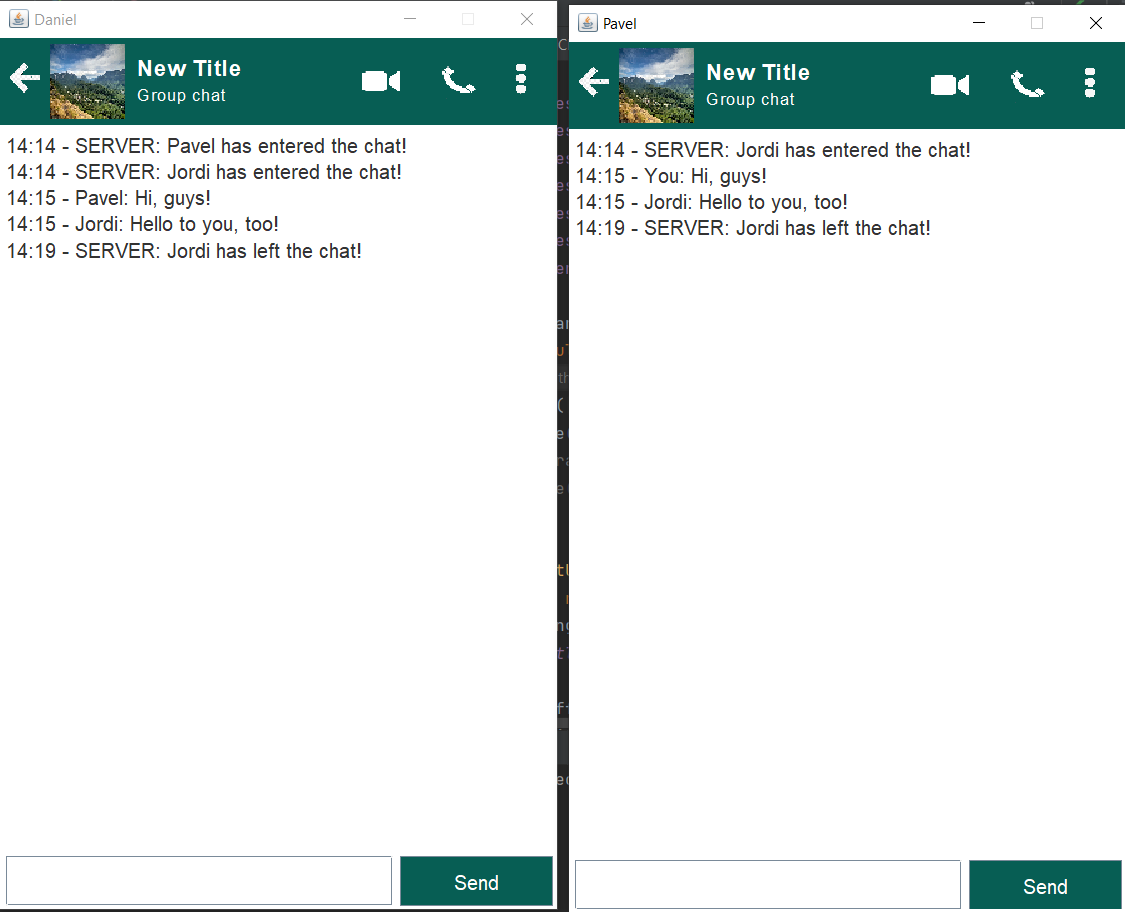 Daniel
New Title
Group chat
14:14 - SERVER: Pavel has entered the chat!
14:14 - SERVER: Jordi has entered the chat!
14:15 - Pavel: Hi, guys!
14:15 - Jordi: Hello to you, too!
14:19 - SERVER: Jordi has left the chat!
Send
Pavel
New Title
Group chat
14:14 - SERVER: Jordi has entered the chat!
14:15 - You: Hi, guys!
14:15 - Jordi: Hello to you, too!
14:19 - SERVER: Jordi has left the chat!
Send